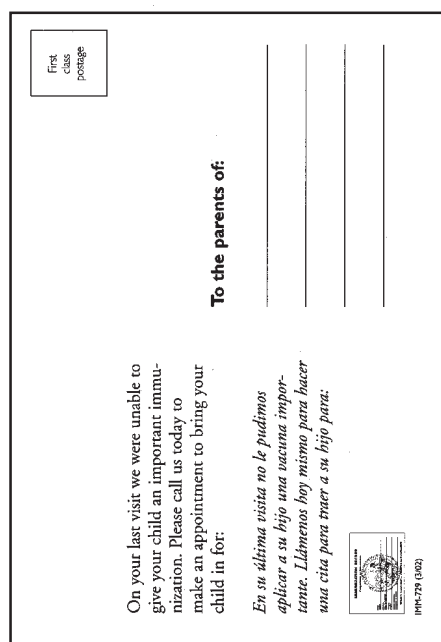 First
class
postage
On your last visit we were unable to
give your child an important immu-
nization. Please call us today to
make an appointment to bring your
child in for:
En su última visita no le pudimos
aplicar a su hijo una vacuna impor-
tante. Llámenos hoy mismo para hacer
una cita para traer a su hijo para:
IMM-729 (3/02)
To the parents of: